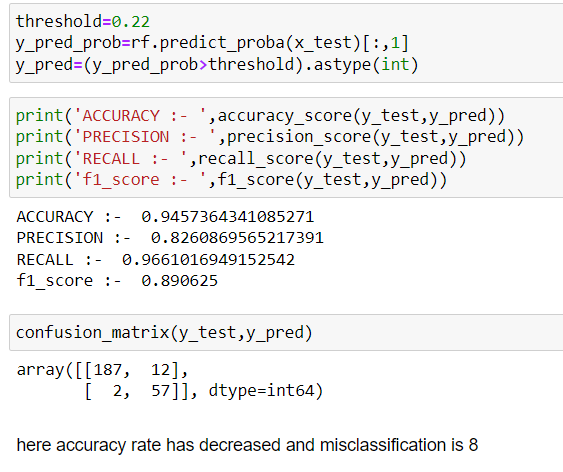 threshold=0.22
y_pred_prob=rf.predict_proba(x_test)[:,1]
y_pred=(y_pred_prob>threshold).astype(int)
print('ACCURACY :- ',accuracy_score(y_test,y_pred))
print('PRECISION :- ',precision_score(y_test,y_pred))
print('RECALL :- ',recall_score(y_test,y_pred))
print('f1_score :- ',f1_score(y_test,y_pred))
ACCURACY :-  0.9457364341085271
PRECISION :-  0.8260869565217391
RECALL :-  0.9661016949152542
f1_score :-  0.890625
confusion_matrix(y_test,y_pred)
array([[187,  12],
       [  2,  57]], dtype=int64)
here accuracy rate has decreased and misclassification is 8